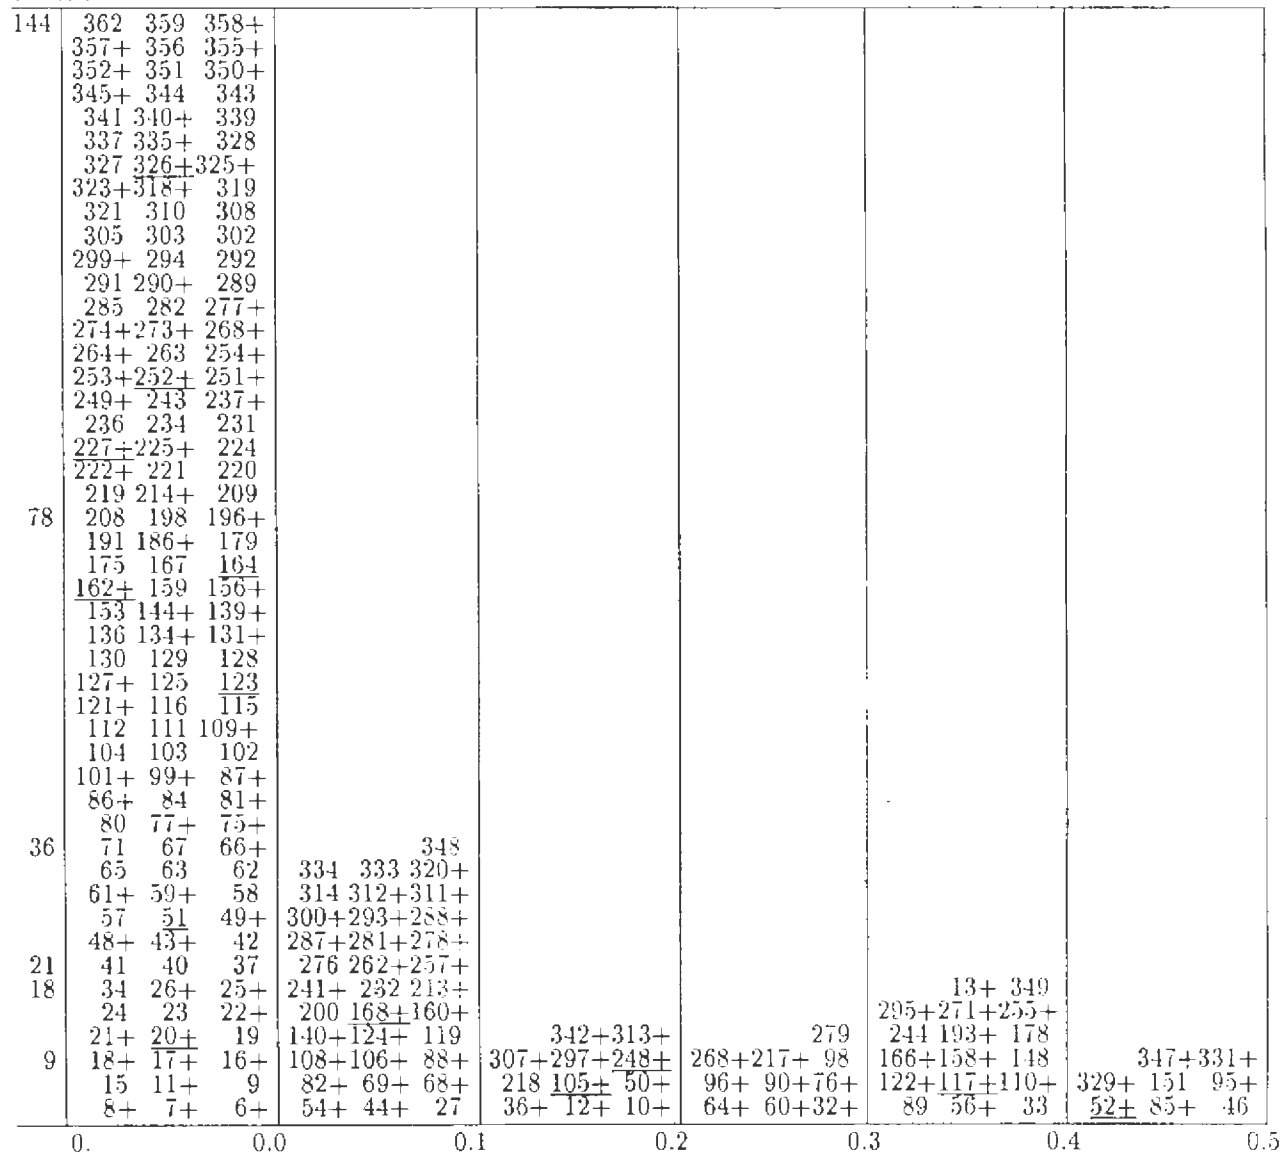 144 362 359 358+
357+ 356 355+
352+ 351 350+
345+ 344 343
341 340+ 339
337 335+ 328
327 326+325+
323+318+ 319
321 310 308
305 303 302
299+ 294 292
291 290+ 289
285 282 277+
274+273+ 268+
264+ 263 254+
253+252+ 251+
249+ 243 237+
236 234 231
227+225+ 224
222+ 221 220
219 214+ 209
78 208 198 196+
191 186+ 179
175 167 164
162+ 159 156+
153 144+ 139+
136 134+ 131+
130 129 128
127+ 125 123
121+ 116 115
112 111 109+
104 103 102
101+ 99+ 87+
86+ 84 81+
80 77+ 75+
36 71 67 66+ 348
65 63 62 334 333 320+
61+ 59+ 58 314 312+311+
57 51 49+ 300+293+288+
48+ 43+ 42 287+281+278+
21 41 40 37 276 262+257+
18 34 26+ 25+ 241+ 232 213+ 13+ 349
24 23 22+ 200 168+160+ 295+271+255+
21+ 20+ 19 140+124+ 119 342+313+ 279 244 193+ 178
9 18+ 17+ 16+ 108+106+ 88+ 307+297+248+ 268+217+ 98 166+158+ 148 347+331+
15 11+ 9 82+ 69+ 68+ 218 105+ 50+ 96+ 90+76+ 122+117+110+ 329+ 151 95+
8+ 7+ 6+ 54+ 44+ 27 36+ 12+ 10+ 64+ 60+32+ 89 56+ 33 52+ 85+ 46
0. 0.0 0.1 0.2 0.3 0.4 0.5